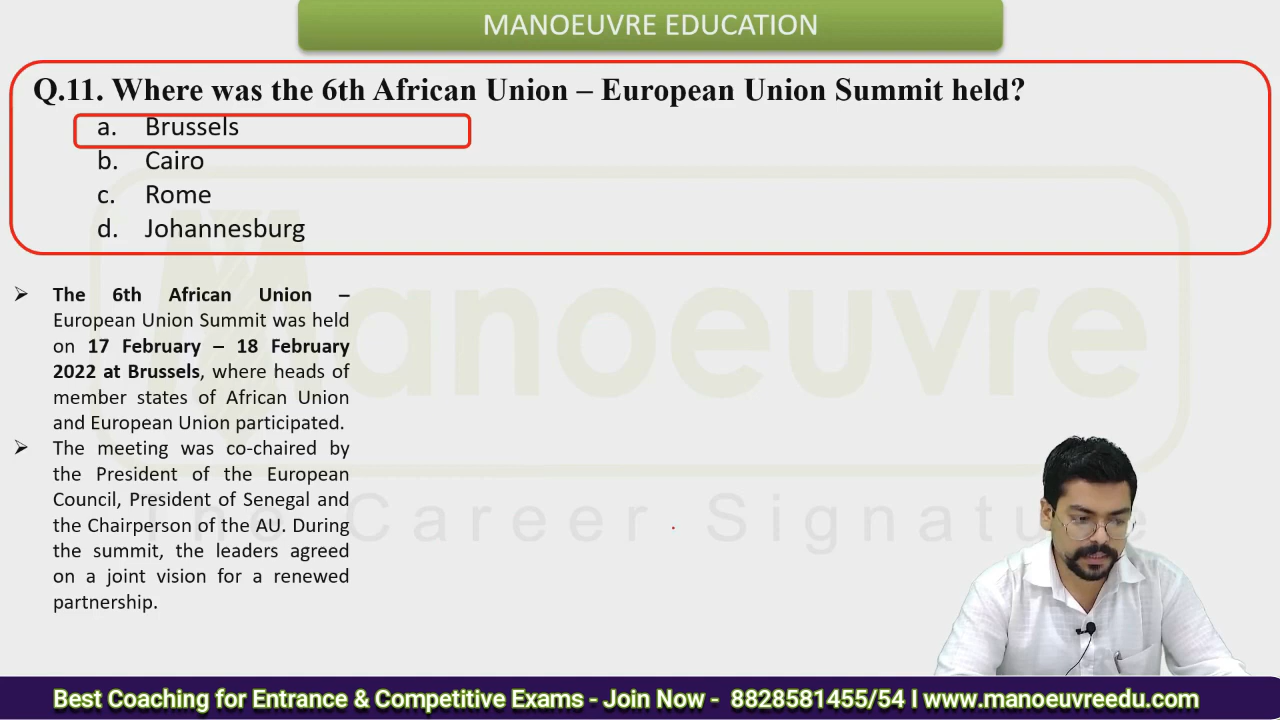 MANOEUVRE EDUCATION
Q.11. Where was the 6th African Union – European Union Summit held?
a. Brussels
b. Cairo
c. Rome
d. Johannesburg
➢ The 6th African Union –
European Union Summit was held
on 17 February – 18 February
2022 at Brussels, where heads of
member states of African Union
and European Union participated.
➢ The meeting was co-chaired by
the President of the European
Council, President of Senegal and
the Chairperson of the AU. During
the summit, the leaders agreed
on a joint vision for a renewed
partnership.
Manoeuvre
The Career Signature
Best Coaching for Entrance & Competitive Exams - Join Now - 8828581455/54 I www.manoeuvreedu.com